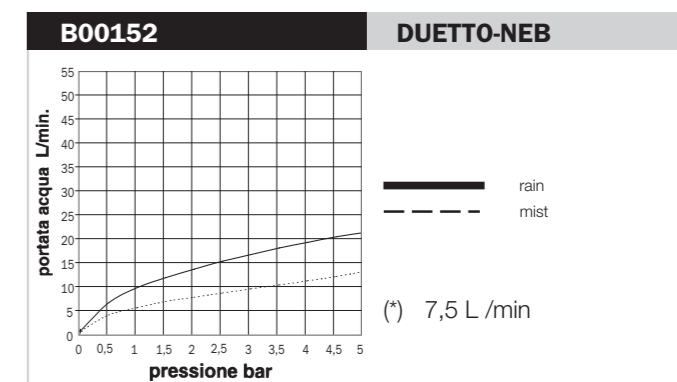 B00152 DUETTO-NEB
portata acqua L/min.
55
50
45
40
35
30
25
20
15
10
5
0
0 0,5 1 1,5 2 2,5 3 3,5 4 4,5 5
pressione bar
rain
mist
(*) 7,5 L /min